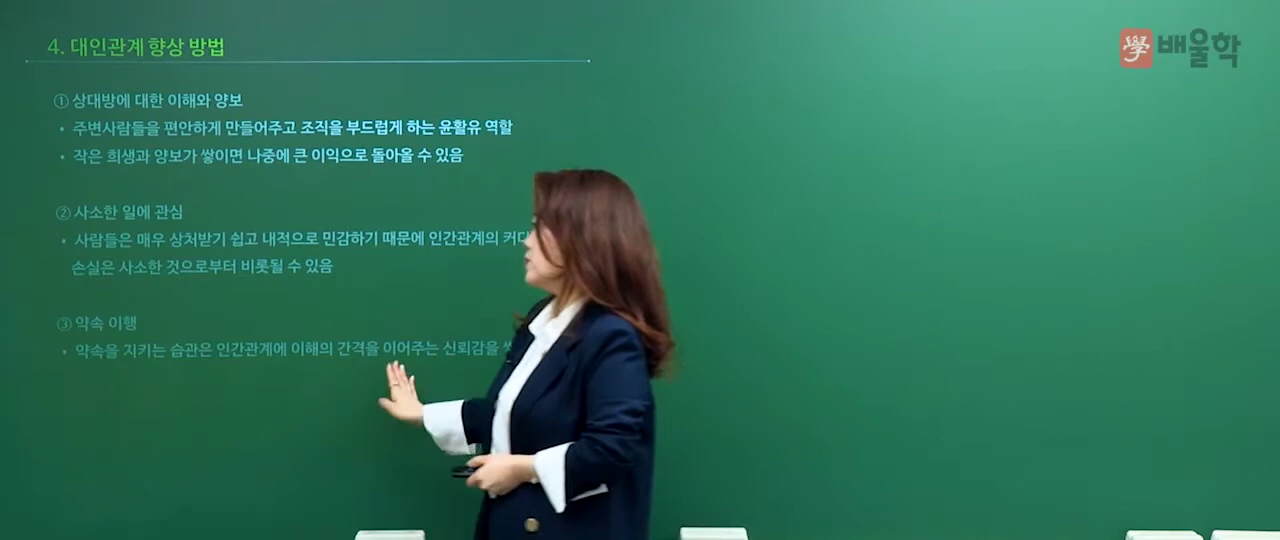 4. 대인관계 향상 방법
學 배울학
① 상대방에 대한 이해와 양보
• 주변사람들을 편안하게 만들어주고 조직을 부드럽게 하는 윤활유 역할
• 작은 희생과 양보가 쌓이면 나중에 큰 이익으로 돌아올 수 있음
② 사소한 일에 관심
• 사람들은 매우 상처받기 쉽고 내적으로 민감하기 때문에 인간관계의
손실은 사소한 것으로부터 비롯될 수 있음
③ 약속 이행
• 약속을 지키는 습관은 인간관계에 이해의 간격을 이어주는 신뢰감을